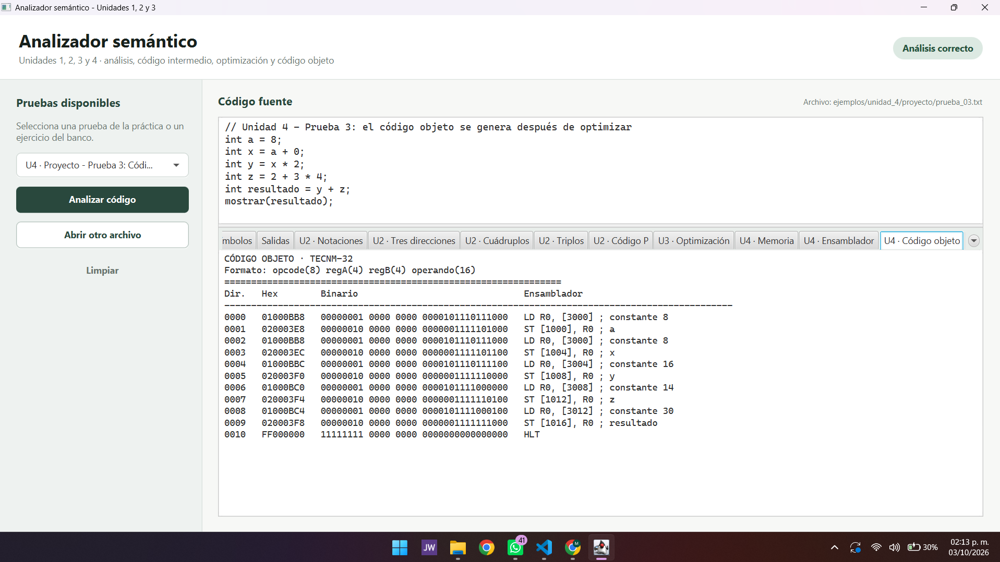 Analizador semántico - Unidades 1, 2 y 3
Analizador semántico
Unidades 1, 2, 3 y 4 · análisis, código intermedio, optimización y código objeto
Análisis correcto
Pruebas disponibles
Selecciona una prueba de la práctica o un
ejercicio del banco.
U4 · Proyecto - Prueba 3: Códi...
Analizar código
Abrir otro archivo
Limpiar
Código fuente
Archivo: ejemplos/unidad_4/proyecto/prueba_03.txt
// Unidad 4 - Prueba 3: el código objeto se genera después de optimizar
int a = 8;
int x = a + 0;
int y = x * 2;
int z = 2 + 3 * 4;
int resultado = y + z;
mostrar(resultado);
mbolos Salidas U2 · Notaciones U2 · Tres direcciones U2 · Cuádruplos U2 · Triplos U2 · Código P U3 · Optimización U4 · Memoria U4 · Ensamblador U4 · Código objeto
CÓDIGO OBJETO · TECNM-32
Formato: opcode(8) regA(4) regB(4) operando(16)
===============================================================
Dir. Hex Binario Ensamblador
-----------------------------------------------------------------------------------------------
0000 01000BB8 00000001 0000 0000 0000101110111000 LD R0, [3000] ; constante 8
0001 020003E8 00000010 0000 0000 0000001111101000 ST [1000], R0 ; a
0002 01000BB8 00000001 0000 0000 0000101110111000 LD R0, [3000] ; constante 8
0003 020003EC 00000010 0000 0000 0000001111101100 ST [1004], R0 ; x
0004 01000BBC 00000001 0000 0000 0000101110111100 LD R0, [3004] ; constante 16
0005 020003F0 00000010 0000 0000 0000001111110000 ST [1008], R0 ; y
0006 01000BC0 00000001 0000 0000 0000101111000000 LD R0, [3008] ; constante 14
0007 020003F4 00000010 0000 0000 0000001111110100 ST [1012], R0 ; z
0008 01000BC4 00000001 0000 0000 0000101111000100 LD R0, [3012] ; constante 30
0009 020003F8 00000010 0000 0000 0000001111111000 ST [1016], R0 ; resultado
0010 FF000000 11111111 0000 0000 0000000000000000 HLT
JW
41
M
30%
02:13 p. m.
03/10/2026